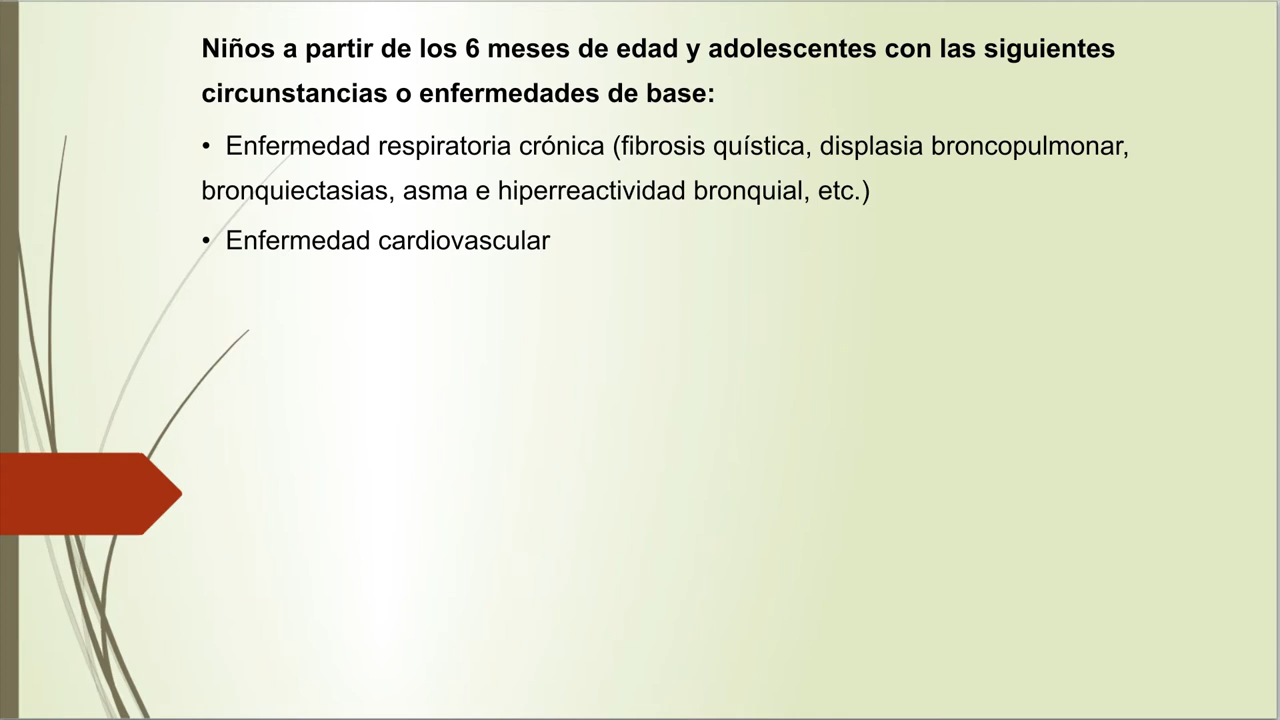 Niños a partir de los 6 meses de edad y adolescentes con las siguientes
circunstancias o enfermedades de base:
• Enfermedad respiratoria crónica (fibrosis quística, displasia broncopulmonar,
bronquiectasias, asma e hiperreactividad bronquial, etc.)
• Enfermedad cardiovascular